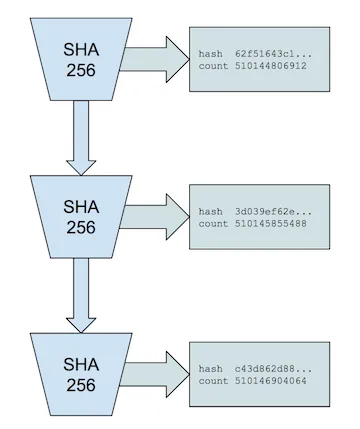 SHA
256
hash  62f51643c1...
count 510144806912
SHA
256
hash  3d039ef62e...
count 510145855488
SHA
256
hash  c43d862d88...
count 510146904064